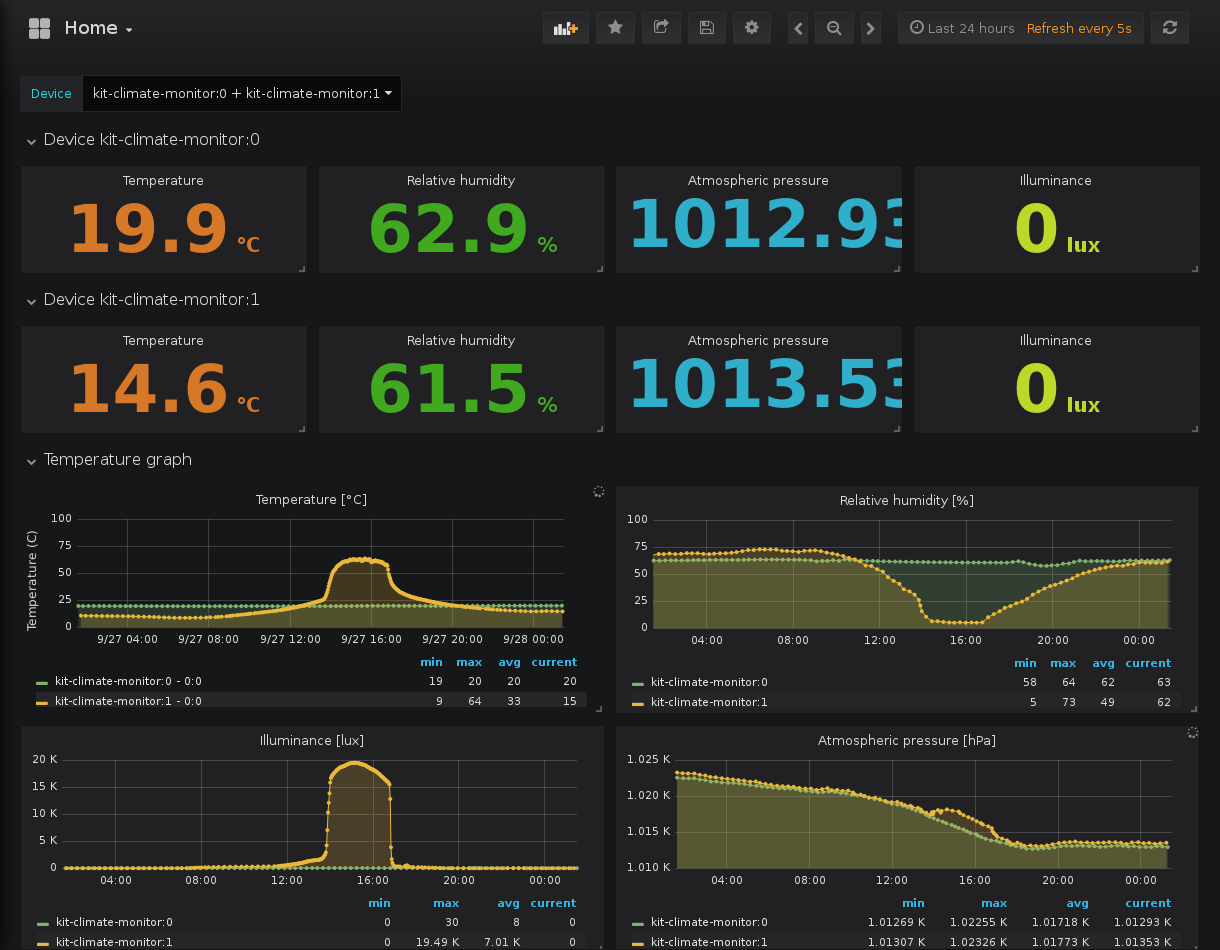 Home
Last 24 hours Refresh every 5s
Device kit-climate-monitor:0 + kit-climate-monitor:1
Device kit-climate-monitor:0
Temperature Relative humidity Atmospheric pressure Illuminance
19.9 °C 62.9 % 1012.93 0 lux
Device kit-climate-monitor:1
Temperature Relative humidity Atmospheric pressure Illuminance
14.6 °C 61.5 % 1013.53 0 lux
Temperature graph
Temperature [°C]
Temperature (C)
100
75
50
25
0
9/27 04:00 9/27 08:00 9/27 12:00 9/27 16:00 9/27 20:00 9/28 00:00
min max avg current
kit-climate-monitor:0 - 0:0 19 20 20 20
kit-climate-monitor:1 - 0:0 9 64 33 15
Relative humidity [%]
100
75
50
25
0
04:00 08:00 12:00 16:00 20:00 00:00
min max avg current
kit-climate-monitor:0 58 64 62 63
kit-climate-monitor:1 5 73 49 62
Illuminance [lux]
20 K
15 K
10 K
5 K
0
04:00 08:00 12:00 16:00 20:00 00:00
min max avg current
kit-climate-monitor:0 0 30 8 0
kit-climate-monitor:1 0 19.49 K 7.01 K 0
Atmospheric pressure [hPa]
1.025 K
1.020 K
1.015 K
1.010 K
04:00 08:00 12:00 16:00 20:00 00:00
min max avg current
kit-climate-monitor:0 1.01269 K 1.02255 K 1.01718 K 1.01293 K
kit-climate-monitor:1 1.01307 K 1.02326 K 1.01773 K 1.01353 K